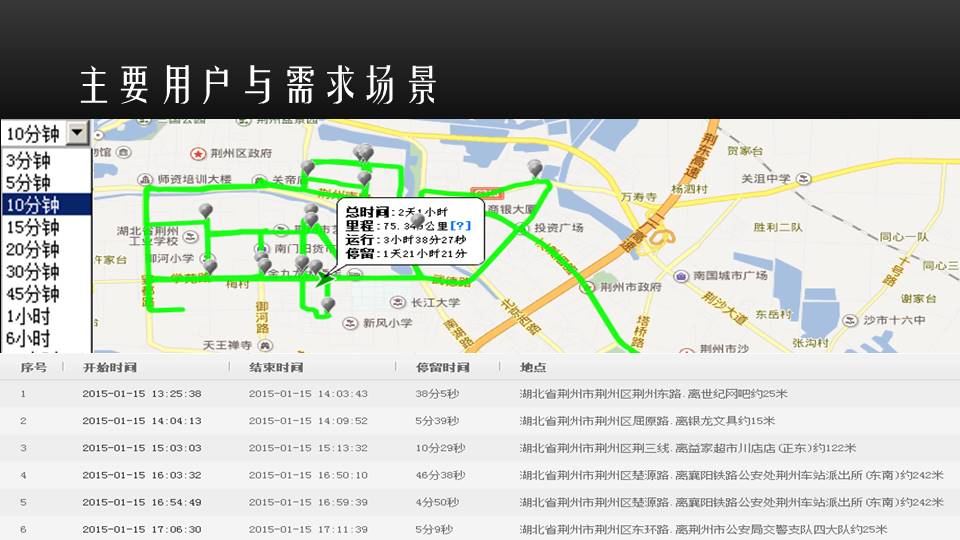 主要用户与需求场景
10分钟
3分钟
5分钟
10分钟
15分钟
20分钟
30分钟
45分钟
1小时
6小时
荆州区政府
师资培训大楼
关帝庙
湖北省荆州
工业学校
御河小学
梅村
御河路
天王禅寺
新风小学
长江大学
武德路
投资广场
荆州市政府
塔桥路
荆州市沙
荆东高速
万寿寺
杨泗村
贺家台
关沮中学
胜利二队
同心一队
同心三
十号路
谢家台
南国城市广场
荆沙大道
东岳村
张沟村
沙市十六中
总时间:2天1小时
里程:75.346公里[?]
运行:3小时38分27秒
停留:1天21小时21分
序号 开始时间 结束时间 停留时间 地点
1 2015-01-15 13:25:38 2015-01-15 14:03:43 38分5秒 湖北省荆州市荆州区荆州东路.离世纪网吧约25米
2 2015-01-15 14:04:13 2015-01-15 14:09:52 5分39秒 湖北省荆州市荆州区屈原路.离银龙文具约15米
3 2015-01-15 15:03:03 2015-01-15 15:13:32 10分29秒 湖北省荆州市荆州区荆三线.离益家超市川店店(正东)约122米
4 2015-01-15 16:03:32 2015-01-15 16:50:10 46分38秒 湖北省荆州市荆州区楚源路.离襄阳铁路公安处荆州车站派出所(东南)约242米
5 2015-01-15 16:54:49 2015-01-15 16:59:39 4分50秒 湖北省荆州市荆州区楚源路.离襄阳铁路公安处荆州车站派出所(东南)约242米
6 2015-01-15 17:06:30 2015-01-15 17:11:39 5分9秒 湖北省荆州市荆州区东环路.离荆州市公安局交警支队四大队约25米